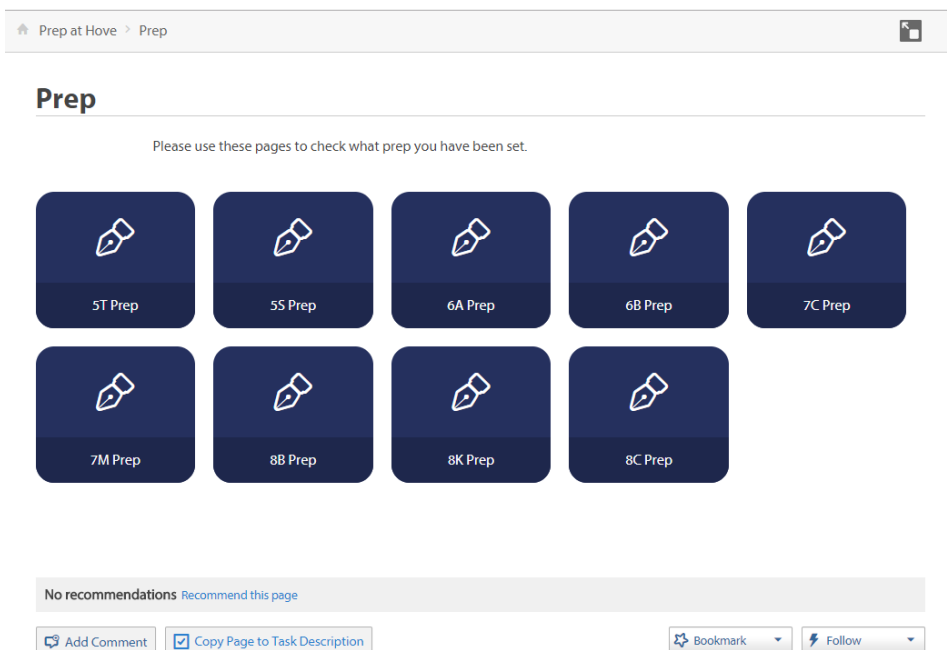 Prep at Hove > Prep
Prep
Please use these pages to check what prep you have been set.
5T Prep 5S Prep 6A Prep 6B Prep 7C Prep
7M Prep 8B Prep 8K Prep 8C Prep
No recommendations Recommend this page
Add Comment Copy Page to Task Description Bookmark Follow